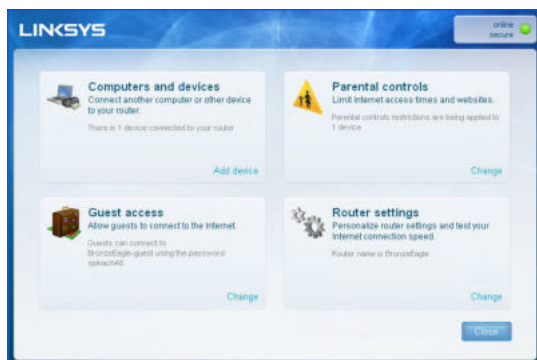 LINKSYS
online
secure
Computers and devices
Connect another computer or other device
to your router.
There is 1 device connected to your router
Add device
Parental controls
Limit Internet access times and websites.
Parental controls restrictions are being applied to
1 device
Change
Guest access
Allow guests to connect to the Internet.
Guests can connect to
BronzeEagle-guest using the password
spinach48
Change
Router settings
Personalize router settings and test your
Internet connection speed.
Router name is BronzeEagle
Change
Close